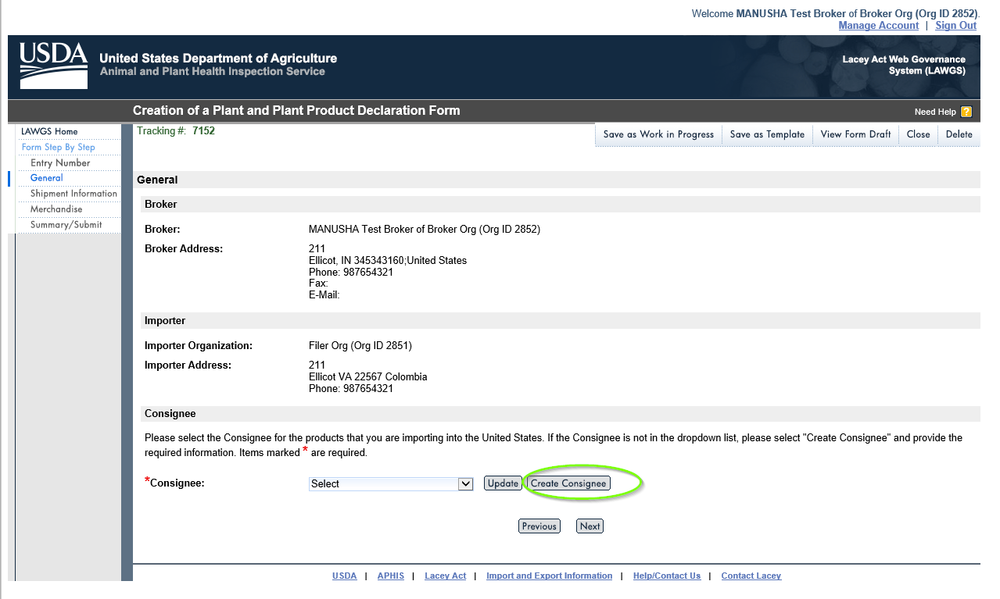 Welcome MANUSHA Test Broker of Broker Org (Org ID 2852).
Manage Account | Sign Out
USDA
United States Department of Agriculture
Animal and Plant Health Inspection Service
Lacey Act Web Governance
System (LAWGS)
Creation of a Plant and Plant Product Declaration Form
Need Help ?
LAWGS Home
Form Step By Step
Entry Number
General
Shipment Information
Merchandise
Summary/Submit
Tracking #: 7152
Save as Work in Progress
Save as Template
View Form Draft
Close
Delete
General
Broker
Broker: MANUSHA Test Broker of Broker Org (Org ID 2852)
Broker Address: 211
Ellicot, IN 345343160;United States
Phone: 987654321
Fax:
E-Mail:
Importer
Importer Organization: Filer Org (Org ID 2851)
Importer Address: 211
Ellicot VA 22567 Colombia
Phone: 987654321
Consignee
Please select the Consignee for the products that you are importing into the United States. If the Consignee is not in the dropdown list, please select "Create Consignee" and provide the
required information. Items marked * are required.
*Consignee: Select Update Create Consignee
Previous Next
USDA | APHIS | Lacey Act | Import and Export Information | Help/Contact Us | Contact Lacey